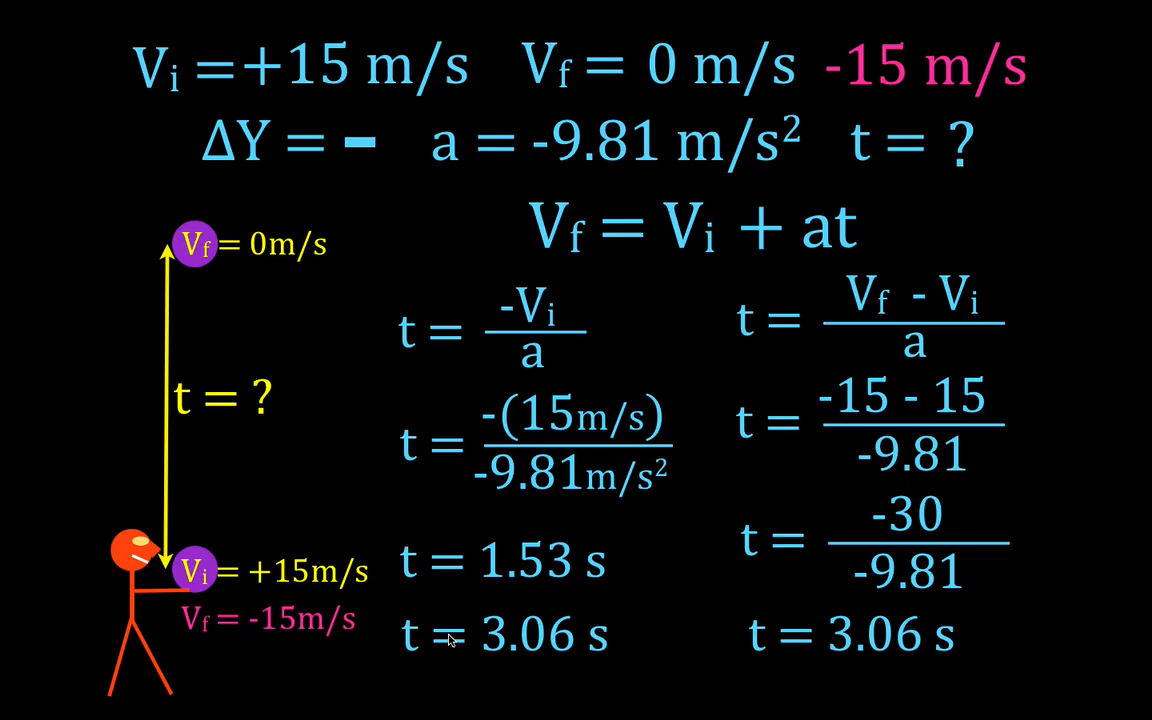 Vi = +15 m/s Vf = 0 m/s -15 m/s
ΔY = – a = -9.81 m/s² t = ?
Vf = Vi + at
Vf = 0m/s
t = ?
Vi = +15m/s
Vf = -15m/s
t = -Vi / a
t = -(15m/s) / -9.81m/s²
t = 1.53 s
t = 3.06 s
t = Vf - Vi / a
t = -15 - 15 / -9.81
t = -30 / -9.81
t = 3.06 s